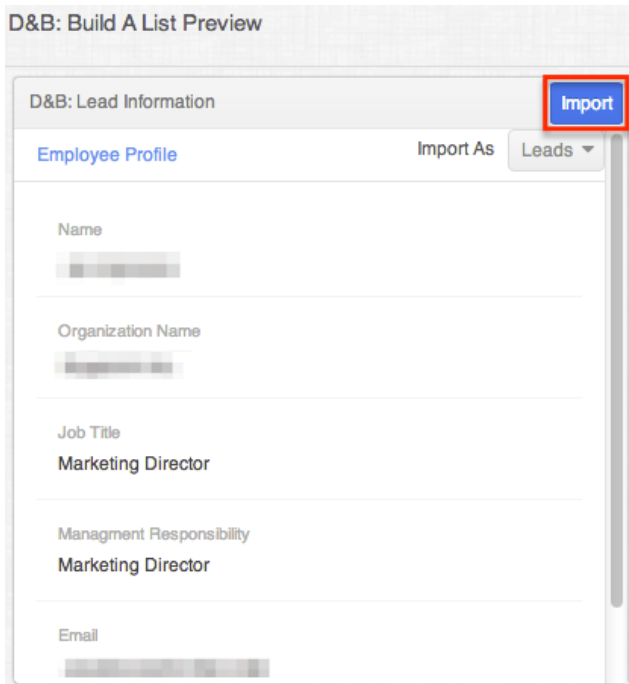 D&B: Build A List Preview
D&B: Lead Information
Import
Employee Profile
Import As
Leads
Name
Organization Name
Job Title
Marketing Director
Managment Responsibility
Marketing Director
Email